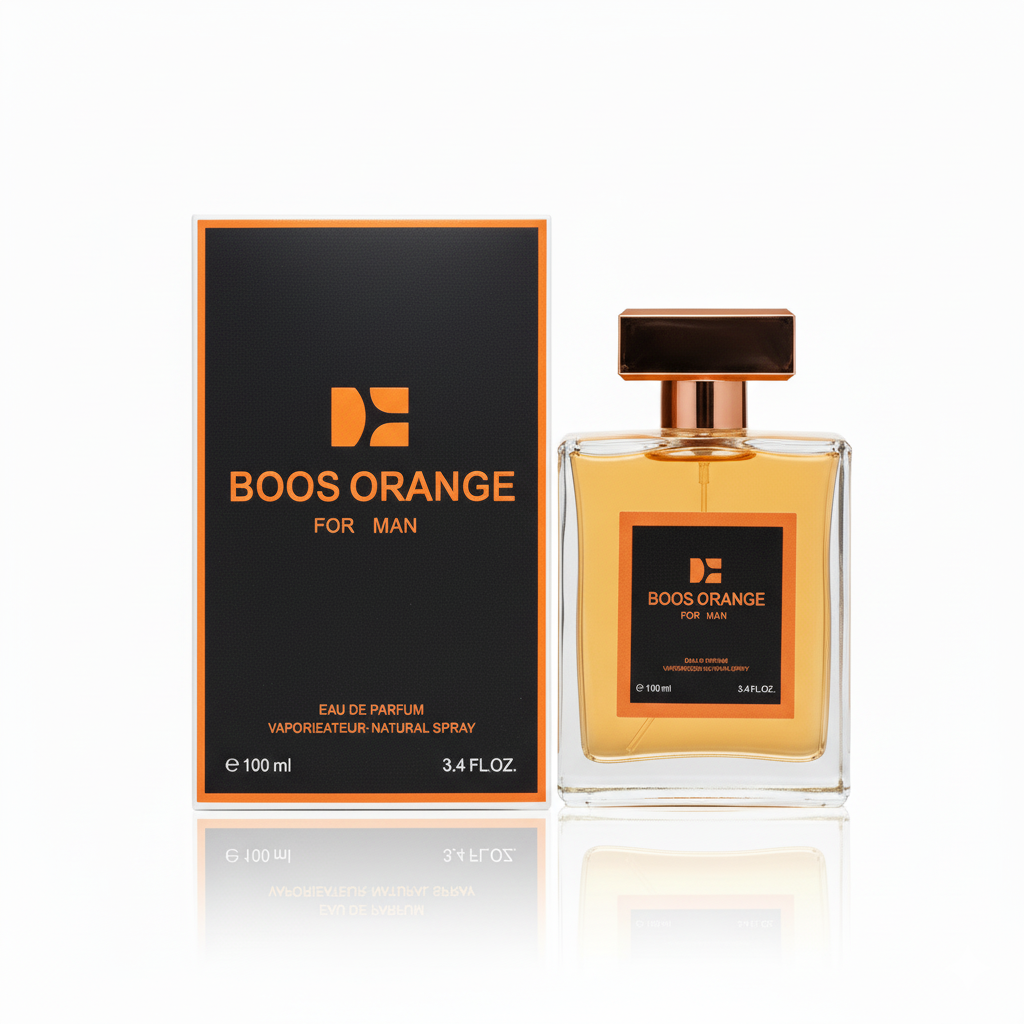 BOOS ORANGE
FOR MAN
EAU DE PARFUM
VAPORIEATEUR-NATURAL SPRAY
℮ 100 ml
3.4 FL.OZ.
BOOS ORANGE
FOR MAN
℮ 100 ml
3.4 FL.OZ.